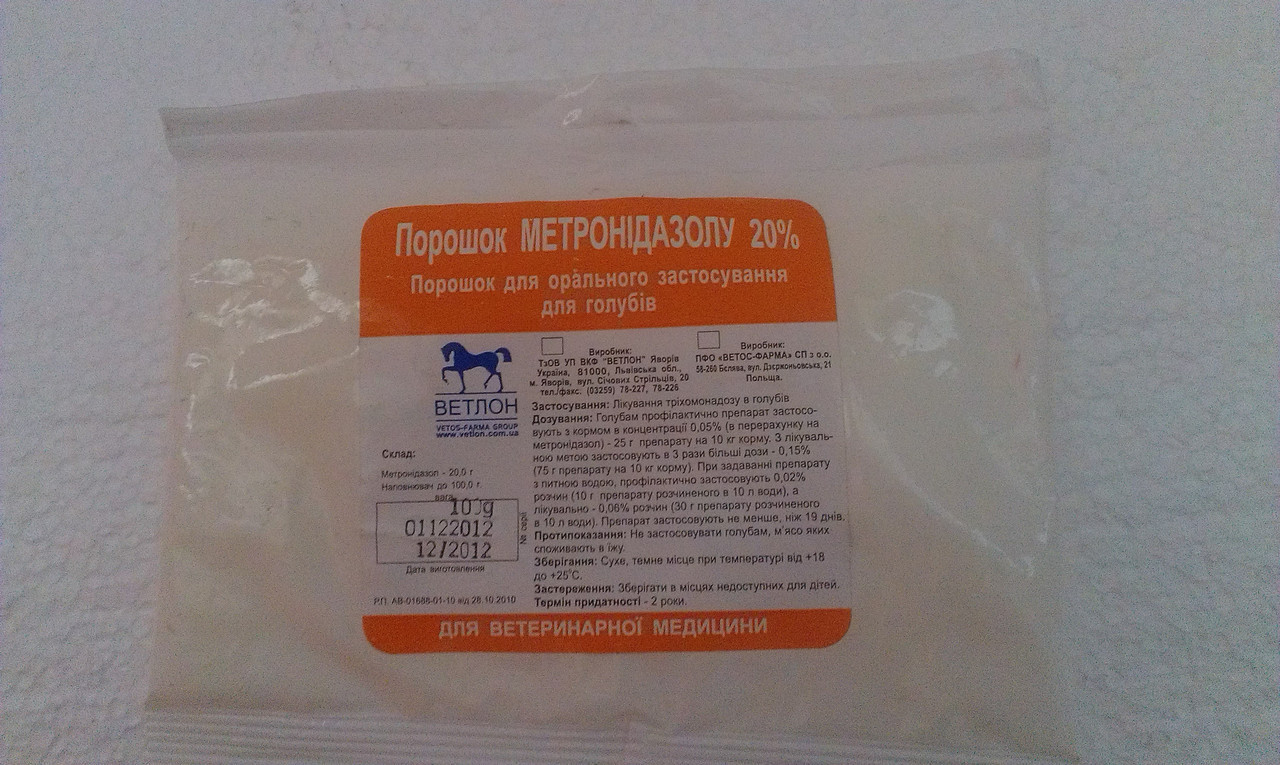 Порошок МЕТРОНІДАЗОЛУ 20%
Порошок для орального застосування
для голубів
ВЕТЛОН
VETOS-FARMA GROUP
www.vetlon.com.ua
Склад:
Метронідазол - 20,0 г
Наповнювач до 100,0 г.
вага
100g
01122012
12/2012
№ серії
Дата виготовлення
Р.П. АВ-01688-01-10 від 28.10.2010
Виробник:
ТзОВ УП ВКФ "ВЕТЛОН" Яворів
Україна, 81000, Львівська обл.,
м. Яворів, вул. Січових Стрільців, 20
тел./факс. (03259) 78-227, 78-226
Виробник:
ПФО «ВЕТОС-ФАРМА» СП з о.о.
58-260 Бєлява, вул. Дзєржоньовська, 21
Польща.
Застосування: Лікування тріхомонадозу в голубів
Дозування: Голубам профілактично препарат застосо-
вують з кормом в концентрації 0,05% (в перерахунку на
метронідазол) - 25 г препарату на 10 кг корму. З лікуваль-
ною метою застосовують в 3 рази більші дози - 0,15%
(75 г препарату на 10 кг корму). При задаванні препарату
з питною водою, профілактично застосовують 0,02%
розчин (10 г препарату розчиненого в 10 л води), а
лікувально - 0,06% розчин (30 г препарату розчиненого
в 10 л води). Препарат застосовують не менше, ніж 19 днів.
Протипоказання: Не застосовувати голубам, м'ясо яких
споживають в їжу.
Зберігання: Сухе, темне місце при температурі від +18
до +25°С.
Застереження: Зберігати в місцях недоступних для дітей.
Термін придатності - 2 роки.
ДЛЯ ВЕТЕРИНАРНОЇ МЕДИЦИНИ